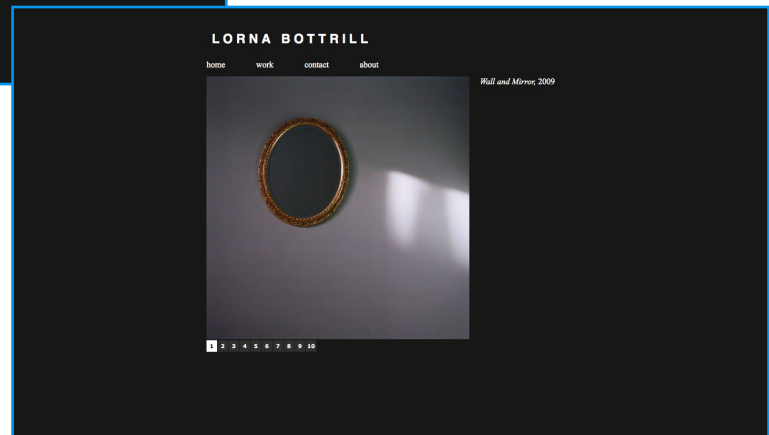 LORNA BOTTRILL
home work contact about
Wall and Mirror, 2009
1 2 3 4 5 6 7 8 9 10